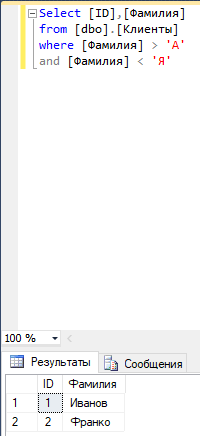 Select [ID],[Фамилия]
from [dbo].[Клиенты]
where [Фамилия] > 'А'
and [Фамилия] < 'Я'
100 %
Результаты Сообщения
ID Фамилия
1 1 Иванов
2 2 Франко